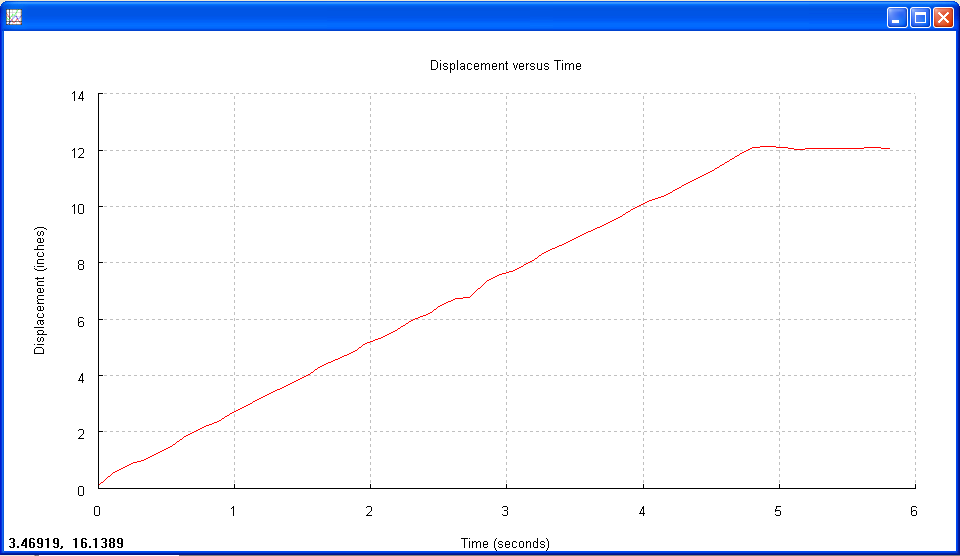 Displacement versus Time
14
12
10
8
6
4
2
0
Displacement (inches)
0 1 2 3 4 5 6
Time (seconds)
3.46919, 16.1389